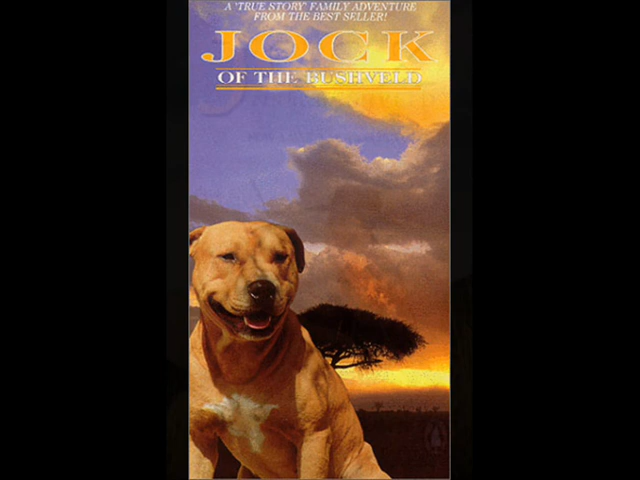 A 'TRUE STORY' FAMILY ADVENTURE
FROM THE BEST SELLER!
JOCK
OF THE BUSHVELD